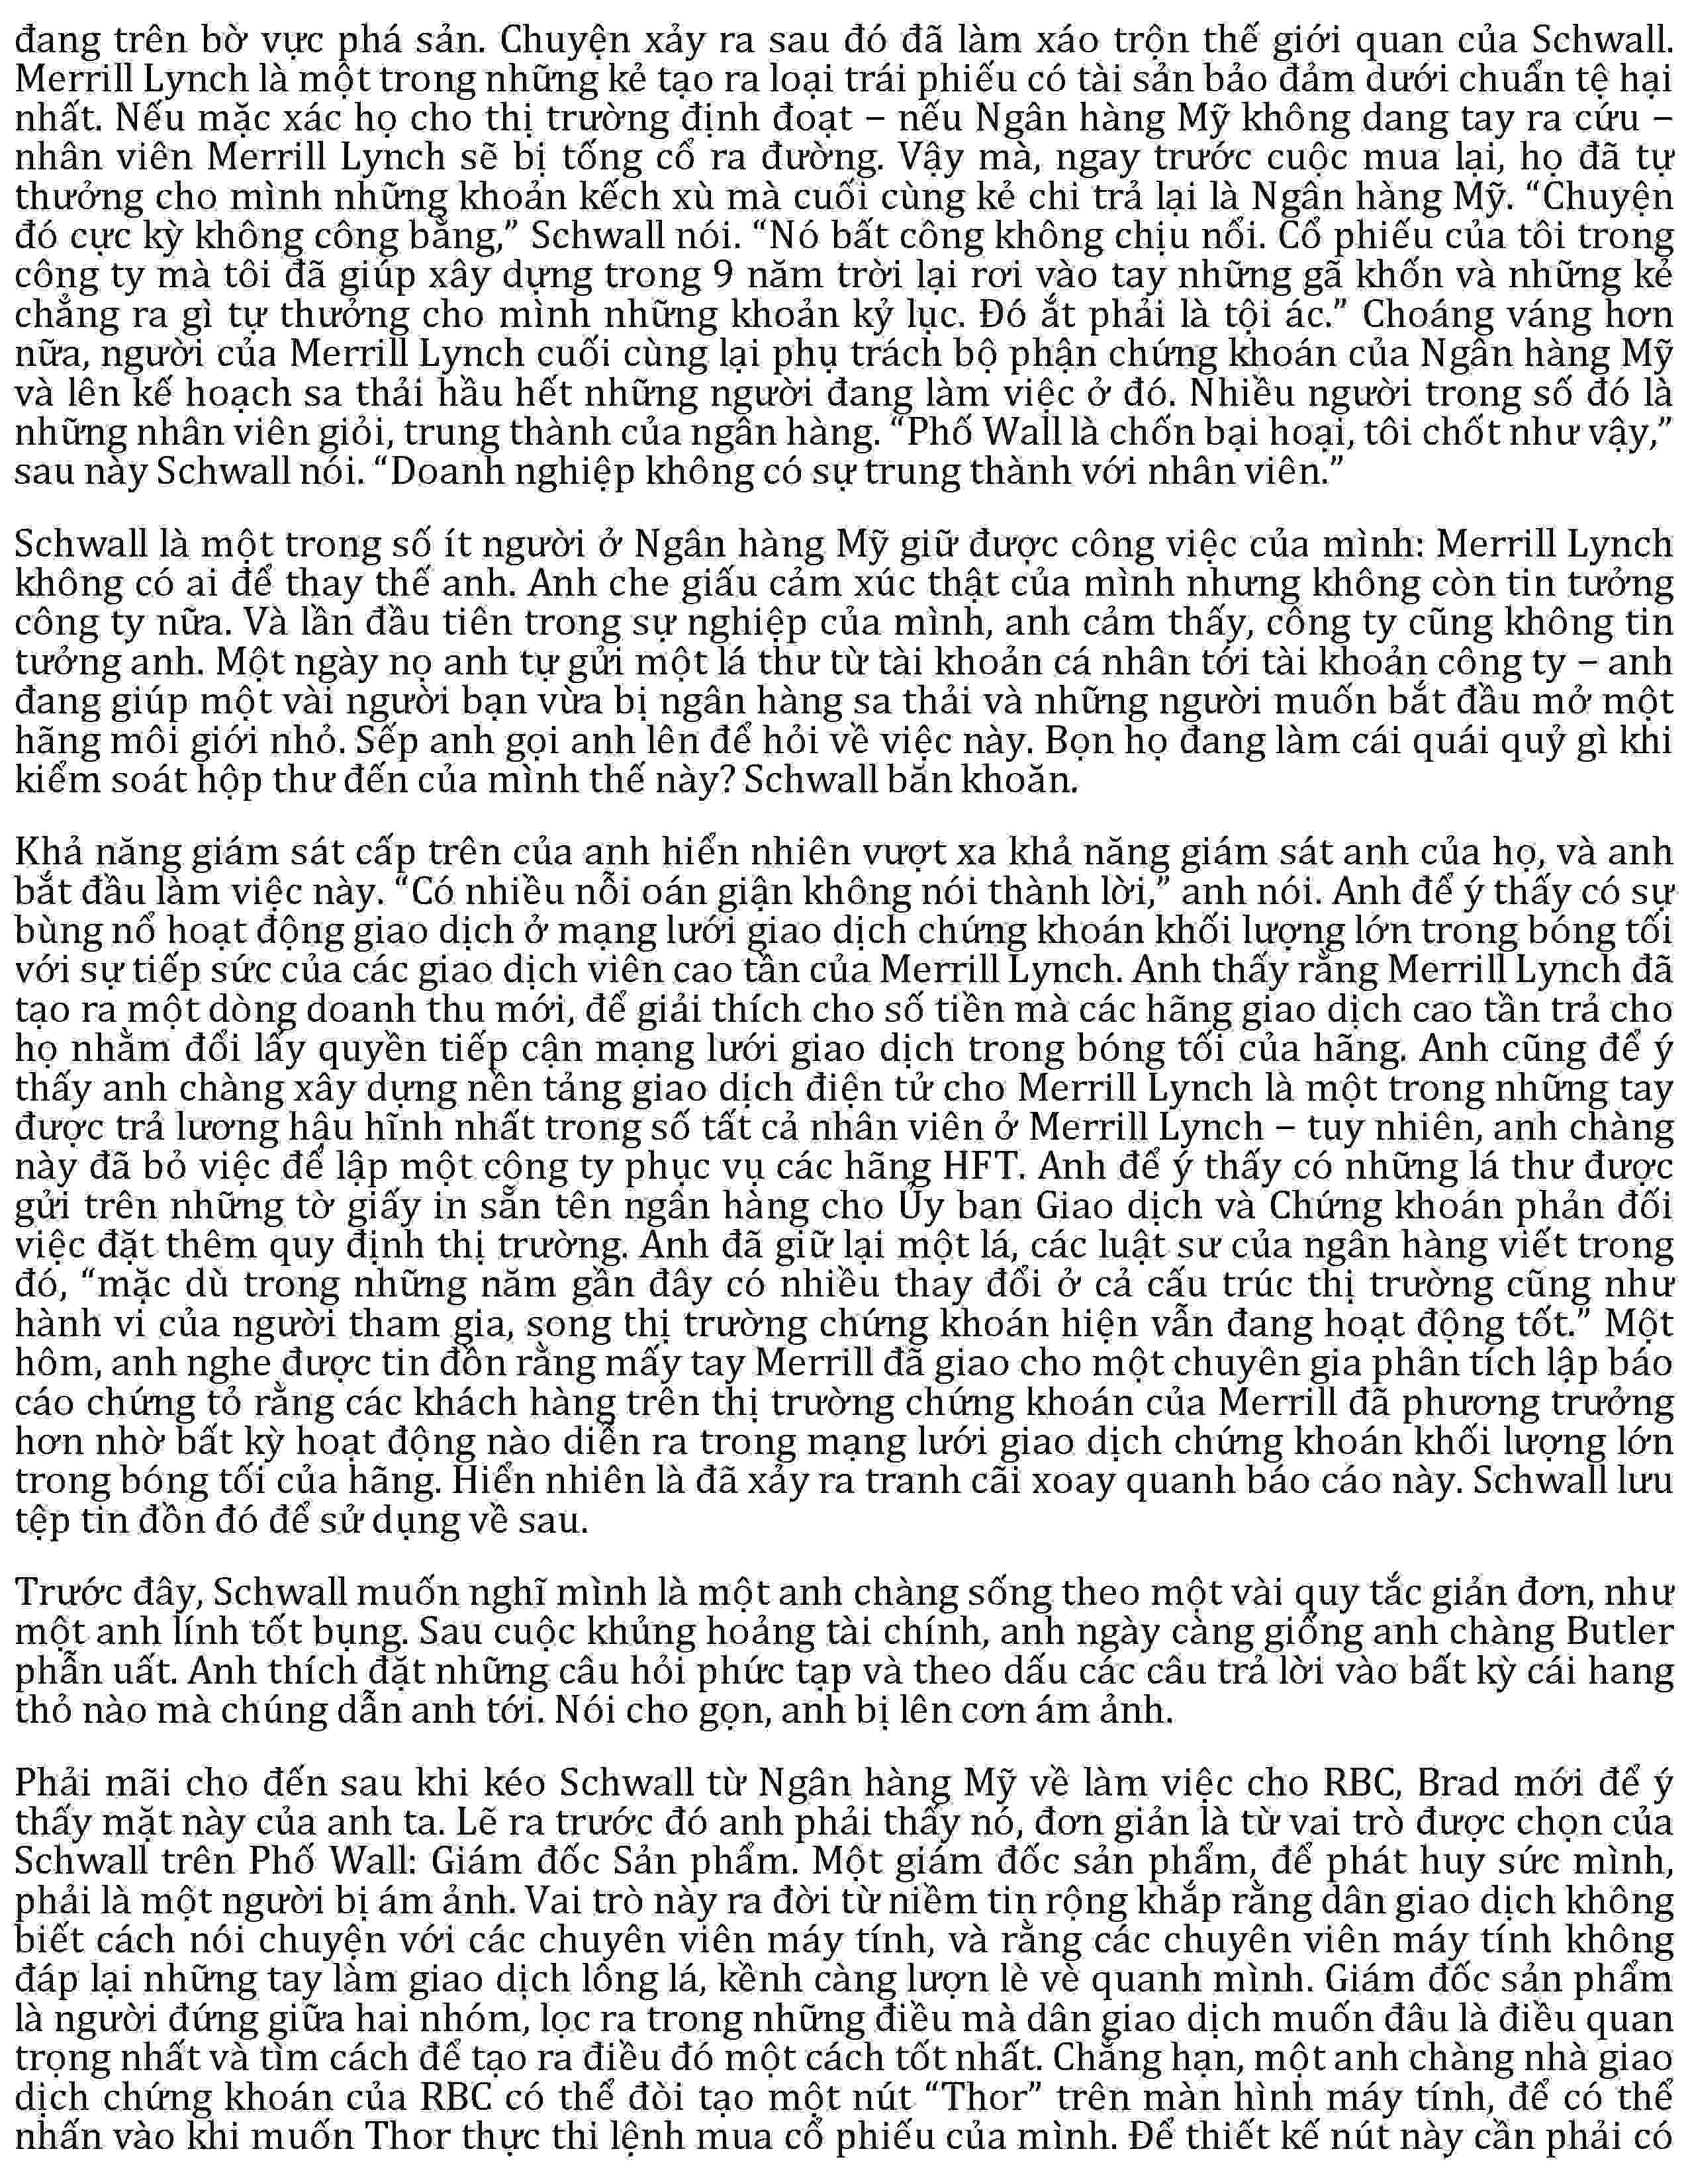 đang trên bờ vực phá sản. Chuyện xảy ra sau đó đã làm xáo trộn thế giới quan của Schwall.
Merrill Lynch là một trong những kẻ tạo ra loại trái phiếu có tài sản bảo đảm dưới chuẩn tệ hại
nhất. Nếu mặc xác họ cho thị trường định đoạt – nếu Ngân hàng Mỹ không dang tay ra cứu –
nhân viên Merrill Lynch sẽ bị tống cổ ra đường. Vậy mà, ngay trước cuộc mua lại, họ đã tự
thưởng cho mình những khoản kếch xù mà cuối cùng kẻ chi trả lại là Ngân hàng Mỹ. “Chuyện
đó cực kỳ không công bằng,” Schwall nói. “Nó bất công không chịu nổi. Cổ phiếu của tôi trong
công ty mà tôi đã giúp xây dựng trong 9 năm trời lại rơi vào tay những gã khốn và những kẻ
chẳng ra gì tự thưởng cho mình những khoản kỷ lục. Đó ắt phải là tội ác.” Choáng váng hơn
nữa, người của Merrill Lynch cuối cùng lại phụ trách bộ phận chứng khoán của Ngân hàng Mỹ
và lên kế hoạch sa thải hầu hết những người đang làm việc ở đó. Nhiều người trong số đó là
những nhân viên giỏi, trung thành của ngân hàng. “Phố Wall là chốn bại hoại, tôi chốt như vậy,”
sau này Schwall nói. “Doanh nghiệp không có sự trung thành với nhân viên.”
Schwall là một trong số ít người ở Ngân hàng Mỹ giữ được công việc của mình: Merrill Lynch
không có ai để thay thế anh. Anh che giấu cảm xúc thật của mình nhưng không còn tin tưởng
công ty nữa. Và lần đầu tiên trong sự nghiệp của mình, anh cảm thấy, công ty cũng không tin
tưởng anh. Một ngày nọ anh tự gửi một lá thư từ tài khoản cá nhân tới tài khoản công ty – anh
đang giúp một vài người bạn vừa bị ngân hàng sa thải và những người muốn bắt đầu mở một
hãng môi giới nhỏ. Sếp anh gọi anh lên để hỏi về việc này. Bọn họ đang làm cái quái quỷ gì khi
kiểm soát hộp thư đến của mình thế này? Schwall băn khoăn.
Khả năng giám sát cấp trên của anh hiển nhiên vượt xa khả năng giám sát anh của họ, và anh
bắt đầu làm việc này. “Có nhiều nỗi oán giận không nói thành lời,” anh nói. Anh để ý thấy có sự
bùng nổ hoạt động giao dịch ở mạng lưới giao dịch chứng khoán khối lượng lớn trong bóng tối
với sự tiếp sức của các giao dịch viên cao tần của Merrill Lynch. Anh thấy rằng Merrill Lynch đã
tạo ra một dòng doanh thu mới, để giải thích cho số tiền mà các hãng giao dịch cao tần trả cho
họ nhằm đổi lấy quyền tiếp cận mạng lưới giao dịch trong bóng tối của hãng. Anh cũng để ý
thấy anh chàng xây dựng nền tảng giao dịch điện tử cho Merrill Lynch là một trong những tay
được trả lương hậu hĩnh nhất trong số tất cả nhân viên ở Merrill Lynch – tuy nhiên, anh chàng
này đã bỏ việc để lập một công ty phục vụ các hãng HFT. Anh để ý thấy có những lá thư được
gửi trên những tờ giấy in sẵn tên ngân hàng cho Ủy ban Giao dịch và Chứng khoán phản đối
việc đặt thêm quy định thị trường. Anh đã giữ lại một lá, các luật sư của ngân hàng viết trong
đó, “mặc dù trong những năm gần đây có nhiều thay đổi ở cả cấu trúc thị trường cũng như
hành vi của người tham gia, song thị trường chứng khoán hiện vẫn đang hoạt động tốt.” Một
hôm, anh nghe được tin đồn rằng mấy tay Merrill đã giao cho một chuyên gia phân tích lập báo
cáo chứng tỏ rằng các khách hàng trên thị trường chứng khoán của Merrill đã phương trưởng
hơn nhờ bất kỳ hoạt động nào diễn ra trong mạng lưới giao dịch chứng khoán khối lượng lớn
trong bóng tối của hãng. Hiển nhiên là đã xảy ra tranh cãi xoay quanh báo cáo này. Schwall lưu
tệp tin đồn đó để sử dụng về sau.
Trước đây, Schwall muốn nghĩ mình là một anh chàng sống theo một vài quy tắc giản đơn, như
một anh lính tốt bụng. Sau cuộc khủng hoảng tài chính, anh ngày càng giống anh chàng Butler
phẫn uất. Anh thích đặt những câu hỏi phức tạp và theo dấu các câu trả lời vào bất kỳ cái hang
thỏ nào mà chúng dẫn anh tới. Nói cho gọn, anh bị lên cơn ám ảnh.
Phải mãi cho đến sau khi kéo Schwall từ Ngân hàng Mỹ về làm việc cho RBC, Brad mới để ý
thấy mặt này của anh ta. Lẽ ra trước đó anh phải thấy nó, đơn giản là từ vai trò được chọn của
Schwall trên Phố Wall: Giám đốc Sản phẩm. Một giám đốc sản phẩm, để phát huy sức mình,
phải là một người bị ám ảnh. Vai trò này ra đời từ niềm tin rộng khắp rằng dân giao dịch không
biết cách nói chuyện với các chuyên viên máy tính, và rằng các chuyên viên máy tính không
đáp lại những tay làm giao dịch lông lá, kềnh càng lượn lè vè quanh mình. Giám đốc sản phẩm
là người đứng giữa hai nhóm, lọc ra trong những điều mà dân giao dịch muốn đâu là điều quan
trọng nhất và tìm cách để tạo ra điều đó một cách tốt nhất. Chẳng hạn, một anh chàng nhà giao
dịch chứng khoán của RBC có thể đòi tạo một nút “Thor” trên màn hình máy tính, để có thể
nhấn vào khi muốn Thor thực thi lệnh mua cổ phiếu của mình. Để thiết kế nút này cần phải có